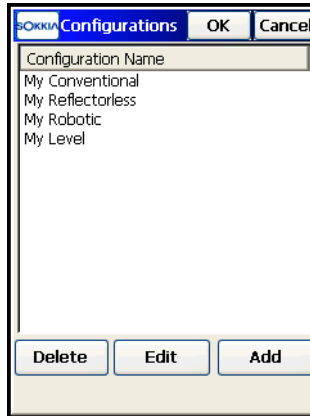 SOKKIA Configurations OK Cancel
Configuration Name
My Conventional
My Reflectorless
My Robotic
My Level
Delete Edit Add